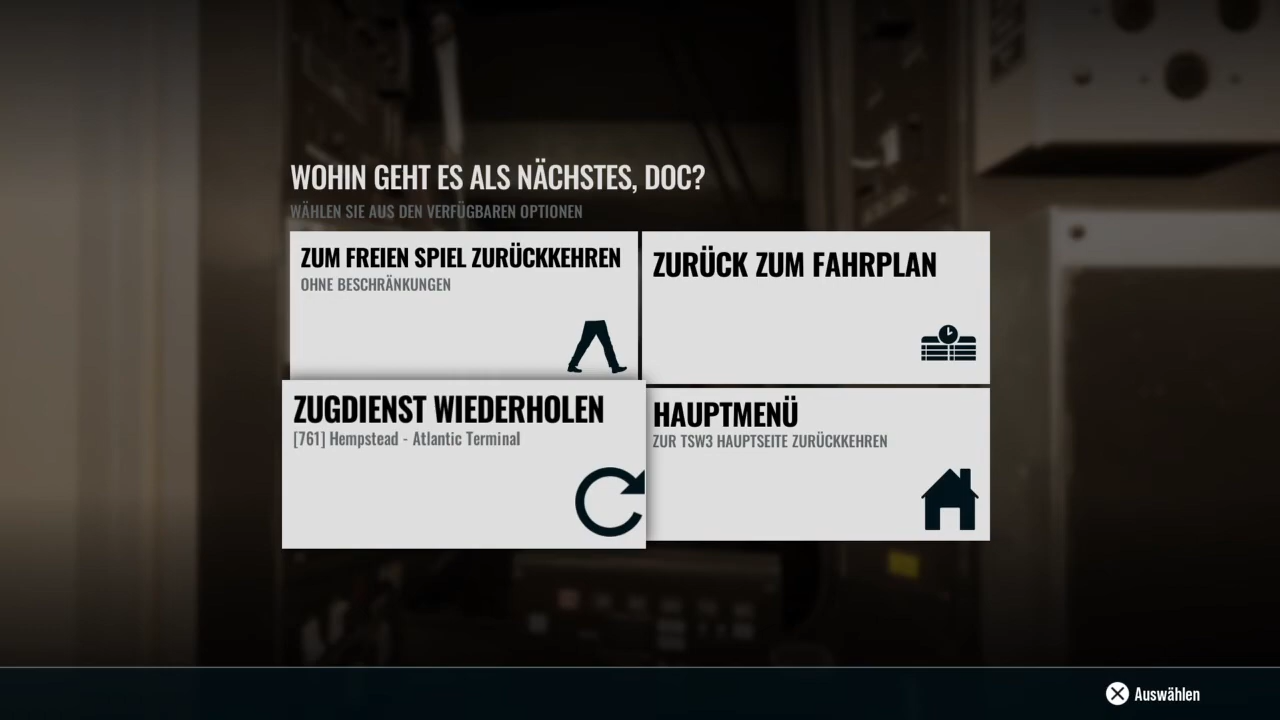 WOHIN GEHT ES ALS NÄCHSTES, DOC?
WÄHLEN SIE AUS DEN VERFÜGBAREN OPTIONEN
ZUM FREIEN SPIEL ZURÜCKKEHREN
OHNE BESCHRÄNKUNGEN
ZURÜCK ZUM FAHRPLAN
ZUGDIENST WIEDERHOLEN
[761] Hempstead - Atlantic Terminal
HAUPTMENÜ
ZUR TSW3 HAUPTSEITE ZURÜCKKEHREN
Auswählen